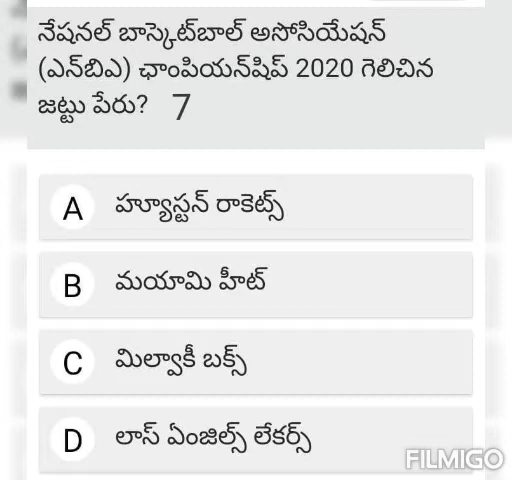 నేషనల్ బాస్కెట్‌బాల్ అసోసియేషన్
(ఎన్‌బిఎ) ఛాంపియన్‌షిప్ 2020 గెలిచిన
జట్టు పేరు? 7
A హ్యూస్టన్ రాకెట్స్
B మయామి హీట్
C మిల్వాకీ బక్స్
D లాస్ ఏంజిల్స్ లేకర్స్
FILMIGO